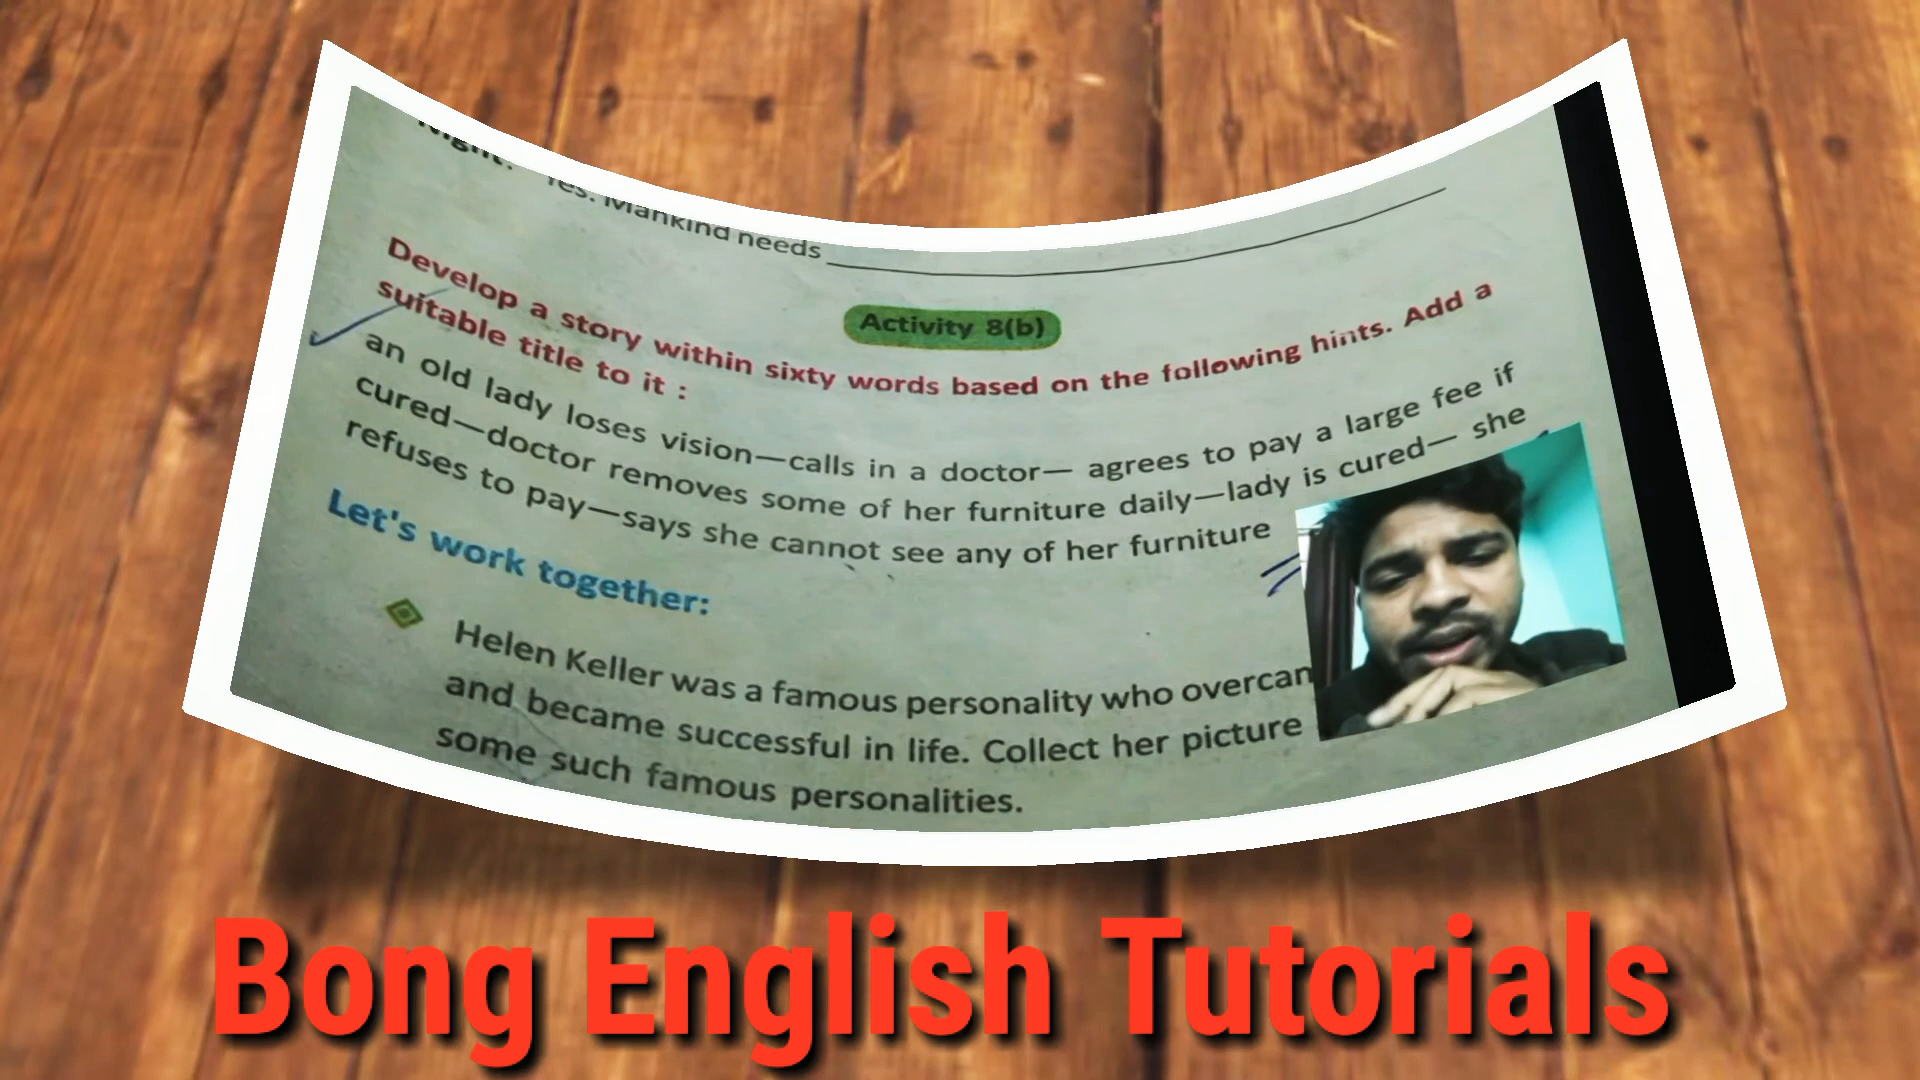 Night? Yes. Mankind needs
Activity 8(b)
Develop a story within sixty words based on the following hints. Add a
suitable title to it :
an old lady loses vision—calls in a doctor— agrees to pay a large fee if
cured—doctor removes some of her furniture daily—lady is cured— she
refuses to pay—says she cannot see any of her furniture
Let's work together:
Helen Keller was a famous personality who overcam
and became successful in life. Collect her picture
some such famous personalities.
Bong English Tutorials